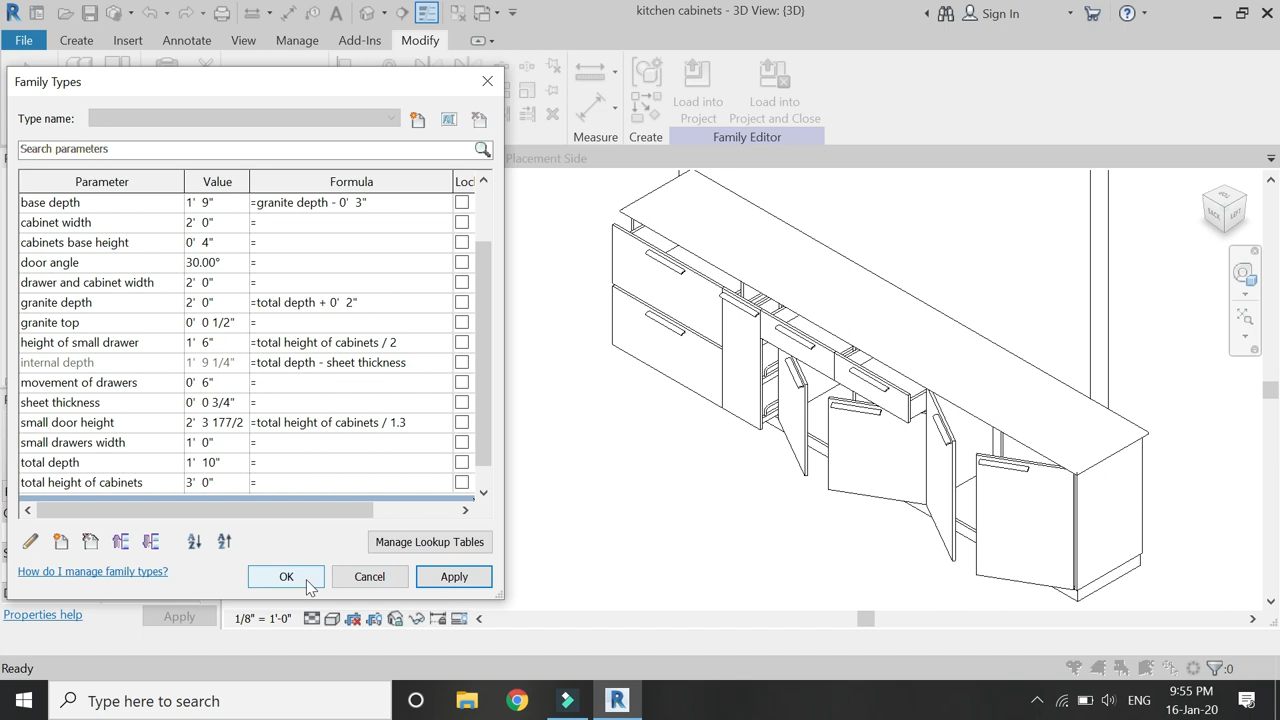 kitchen cabinets - 3D View: {3D}
Sign In
File
Create
Insert
Annotate
View
Manage
Add-Ins
Modify
Family Types
Type name:
Search parameters
Parameter Value Formula Loc
base depth 1' 9" =granite depth - 0' 3"
cabinet width 2' 0" =
cabinets base height 0' 4" =
door angle 30.00° =
drawer and cabinet width 2' 0" =
granite depth 2' 0" =total depth + 0' 2"
granite top 0' 0 1/2" =
height of small drawer 1' 6" =total height of cabinets / 2
internal depth 1' 9 1/4" =total depth - sheet thickness
movement of drawers 0' 6" =
sheet thickness 0' 0 3/4" =
small door height 2' 3 177/2 =total height of cabinets / 1.3
small drawers width 1' 0" =
total depth 1' 10" =
total height of cabinets 3' 0" =
Manage Lookup Tables
How do I manage family types?
OK
Cancel
Apply
Measure
Create
Load into
Project
Load into
Project and Close
Family Editor
Placement Side
TOP
BACK
LEFT
Properties help
Apply
1/8" = 1'-0"
Ready
:0
Type here to search
ENG
9:55 PM
16-Jan-20